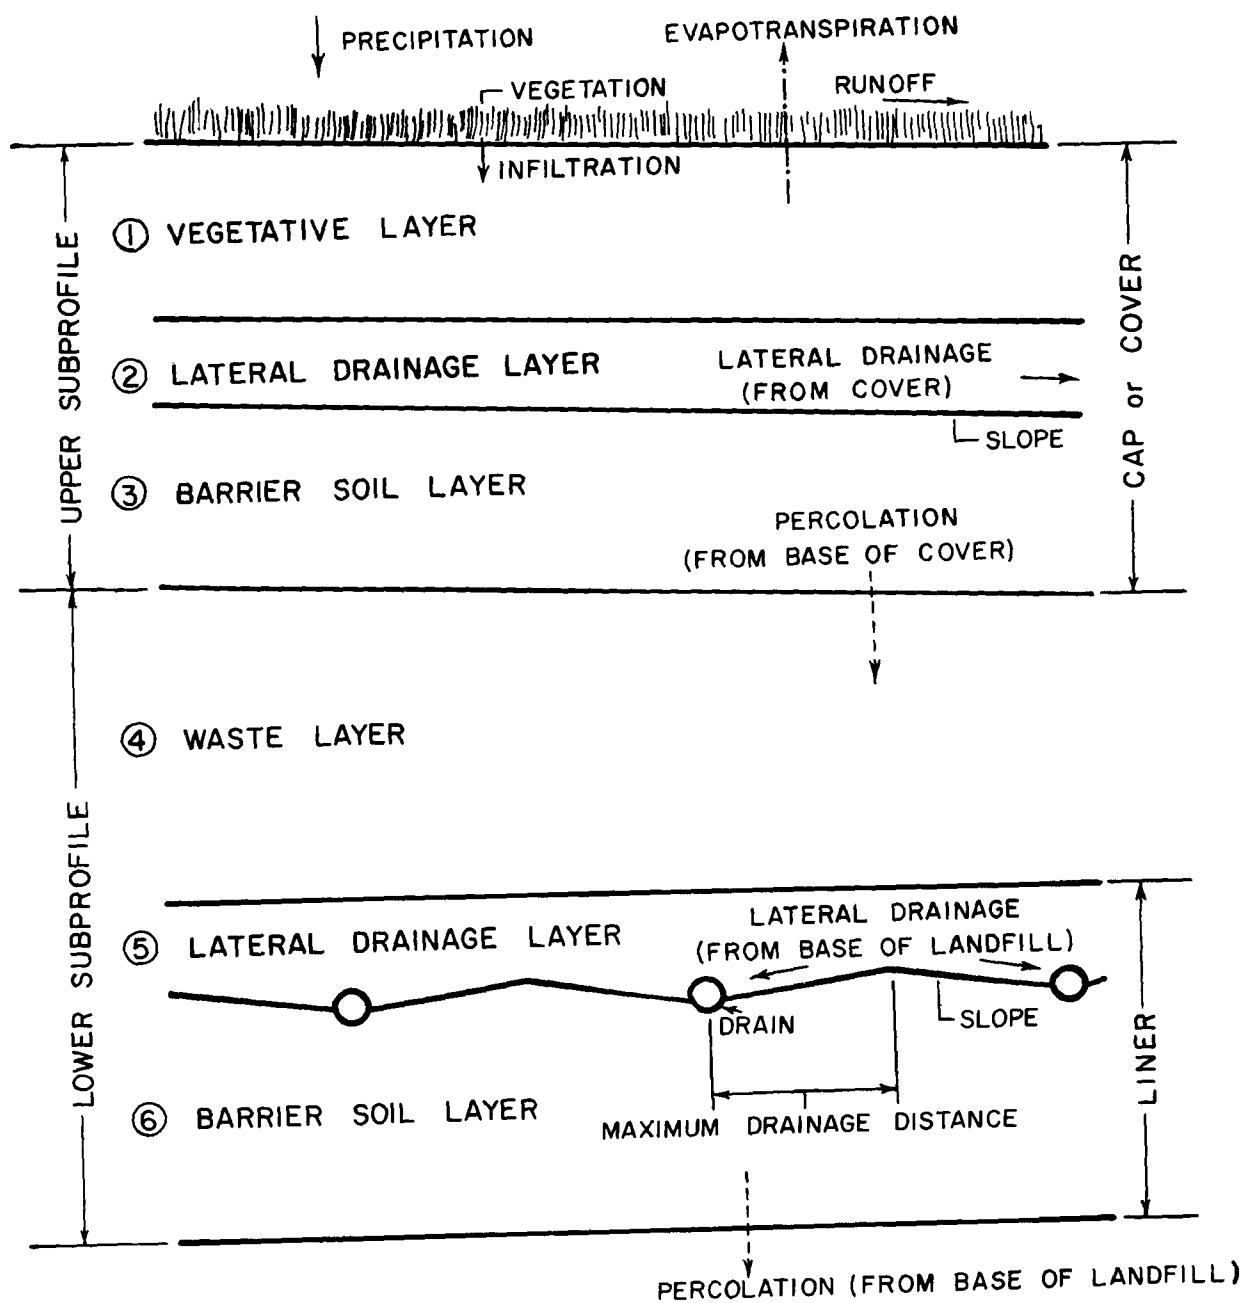 PRECIPITATION
EVAPOTRANSPIRATION
VEGETATION
RUNOFF
INFILTRATION
① VEGETATIVE LAYER
② LATERAL DRAINAGE LAYER
LATERAL DRAINAGE
(FROM COVER)
SLOPE
③ BARRIER SOIL LAYER
PERCOLATION
(FROM BASE OF COVER)
UPPER SUBPROFILE
CAP or COVER
④ WASTE LAYER
⑤ LATERAL DRAINAGE LAYER
LATERAL DRAINAGE
(FROM BASE OF LANDFILL)
DRAIN
SLOPE
⑥ BARRIER SOIL LAYER
MAXIMUM DRAINAGE DISTANCE
LOWER SUBPROFILE
LINER
PERCOLATION (FROM BASE OF LANDFILL)